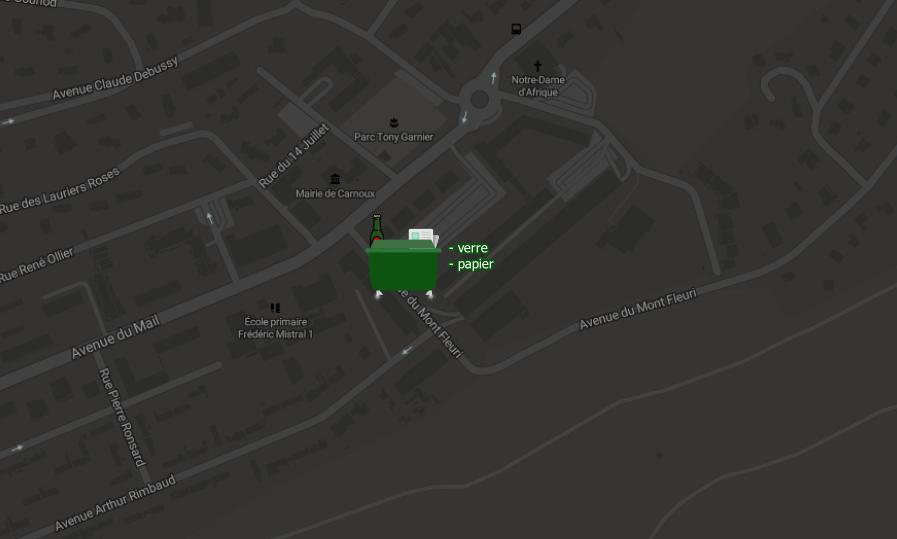 Avenue Claude Debussy
Notre-Dame
d'Afrique
Parc Tony Garnier
Rue du 14 Juillet
Mairie de Carnoux
Rue des Lauriers Roses
- verre
- papier
Rue René Ollier
Avenue du Mont Fleuri
du Mont Fleuri
École primaire
Frédéric Mistral 1
Avenue du Mail
Rue Pierre Ronsard
Avenue Arthur Rimbaud